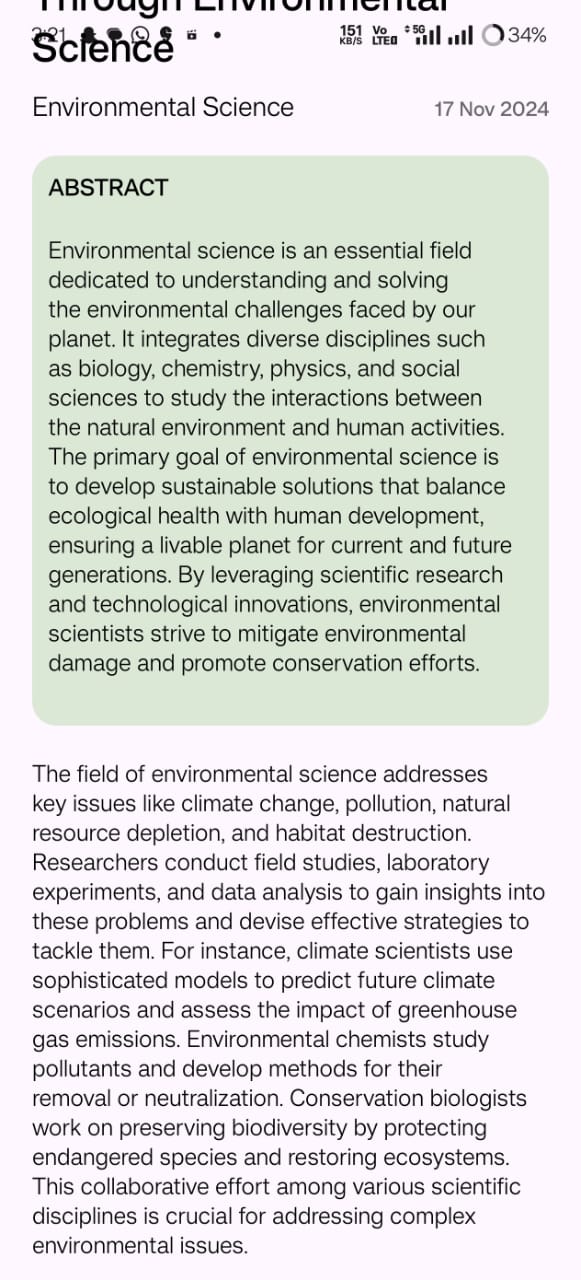 Through Environmental
Science
151 KB/S Vo LTE 5G 34%
Environmental Science
17 Nov 2024
ABSTRACT
Environmental science is an essential field
dedicated to understanding and solving
the environmental challenges faced by our
planet. It integrates diverse disciplines such
as biology, chemistry, physics, and social
sciences to study the interactions between
the natural environment and human activities.
The primary goal of environmental science is
to develop sustainable solutions that balance
ecological health with human development,
ensuring a livable planet for current and future
generations. By leveraging scientific research
and technological innovations, environmental
scientists strive to mitigate environmental
damage and promote conservation efforts.
The field of environmental science addresses
key issues like climate change, pollution, natural
resource depletion, and habitat destruction.
Researchers conduct field studies, laboratory
experiments, and data analysis to gain insights into
these problems and devise effective strategies to
tackle them. For instance, climate scientists use
sophisticated models to predict future climate
scenarios and assess the impact of greenhouse
gas emissions. Environmental chemists study
pollutants and develop methods for their
removal or neutralization. Conservation biologists
work on preserving biodiversity by protecting
endangered species and restoring ecosystems.
This collaborative effort among various scientific
disciplines is crucial for addressing complex
environmental issues.